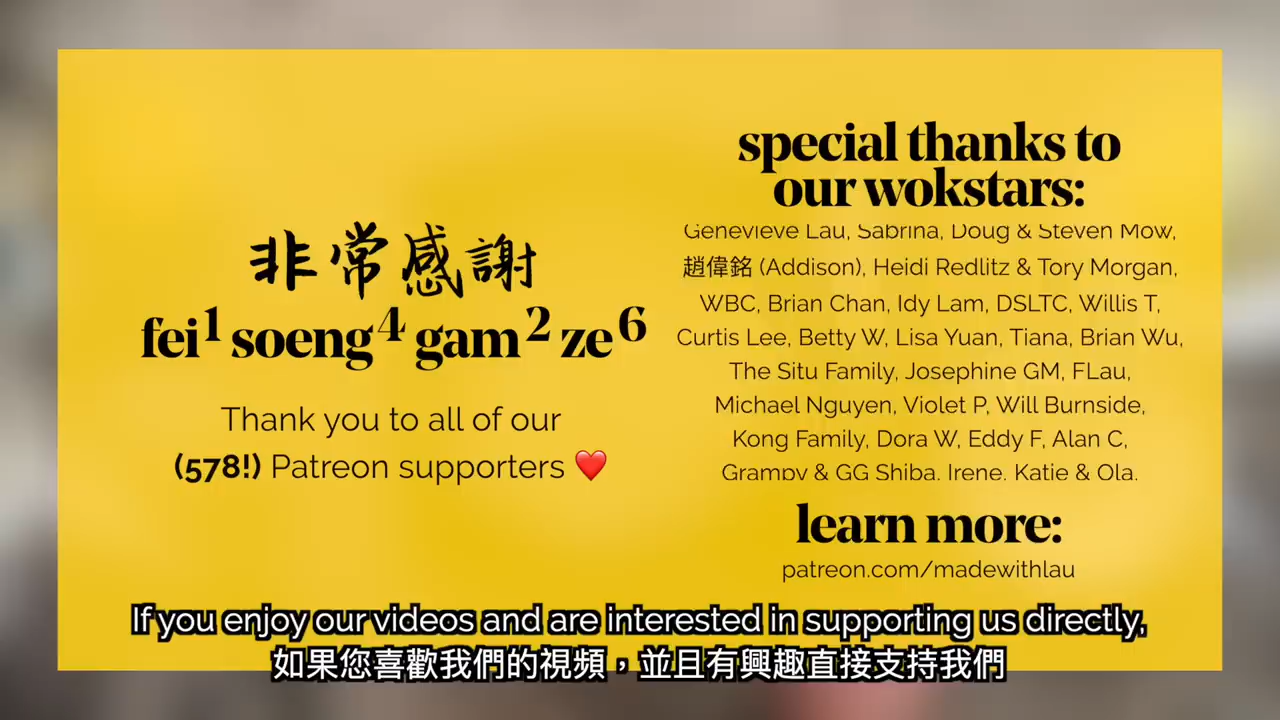 非常感謝
fei1 soeng4 gam2 ze6
Thank you to all of our
(578!) Patreon supporters ❤️
special thanks to
our wokstars:
Genevieve Lau, Sabrina, Doug & Steven Mow,
趙偉銘 (Addison), Heidi Redlitz & Tory Morgan,
WBC, Brian Chan, Idy Lam, DSLTC, Willis T,
Curtis Lee, Betty W, Lisa Yuan, Tiana, Brian Wu,
The Situ Family, Josephine GM, FLau,
Michael Nguyen, Violet P, Will Burnside,
Kong Family, Dora W, Eddy F, Alan C,
Grampy & GG Shiba, Irene, Katie & Ola,
learn more:
patreon.com/madewithlau
If you enjoy our videos and are interested in supporting us directly,
如果您喜歡我們的視頻，並且有興趣直接支持我們